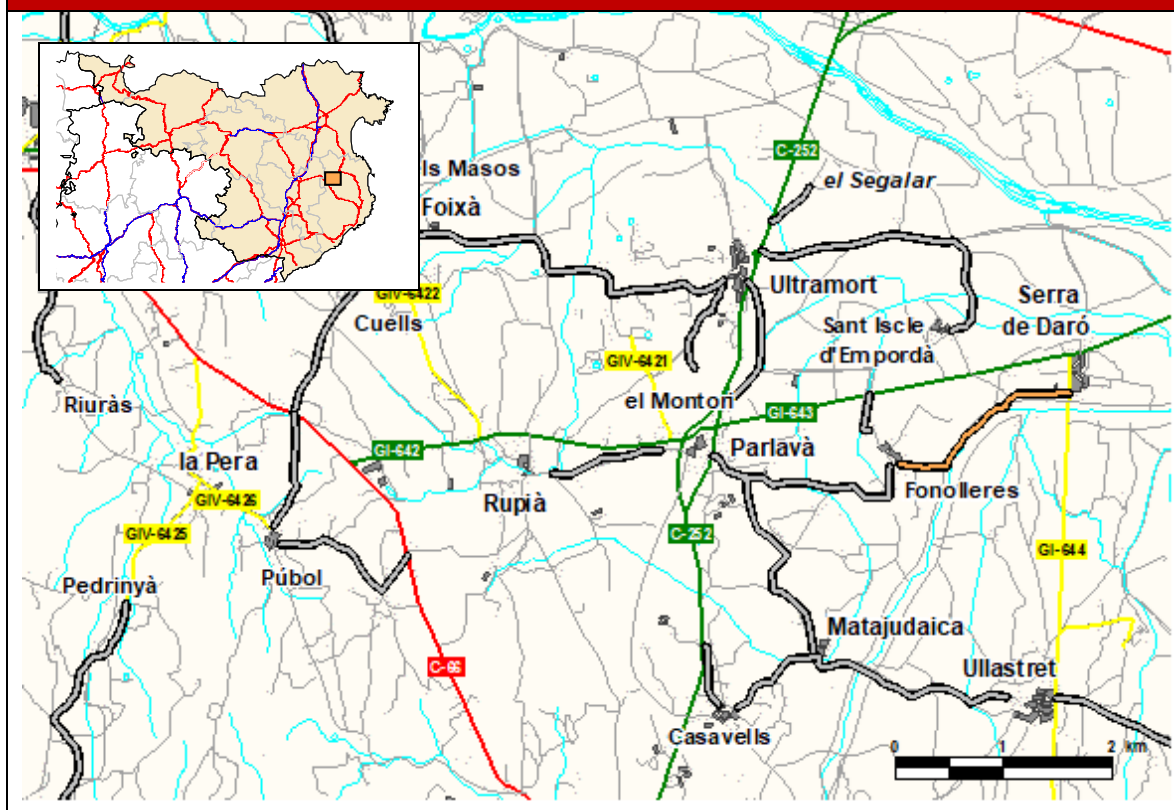 C-252
ls Masos
el Segalar
Foixà
Ultramort
Serra
de Daró
GIV-6422
Cuells
Sant Iscle
d'Empordà
GIV-6421
Riuràs
el Monton
GI-643
Parlavà
GI-642
la Pera
Fonolleres
GIV-6426
Rupià
C-252
GIV-6425
GI-644
Púbol
Pedrinyà
Matajudaica
C-66
Ullastret
Casavells
0 1 2 km